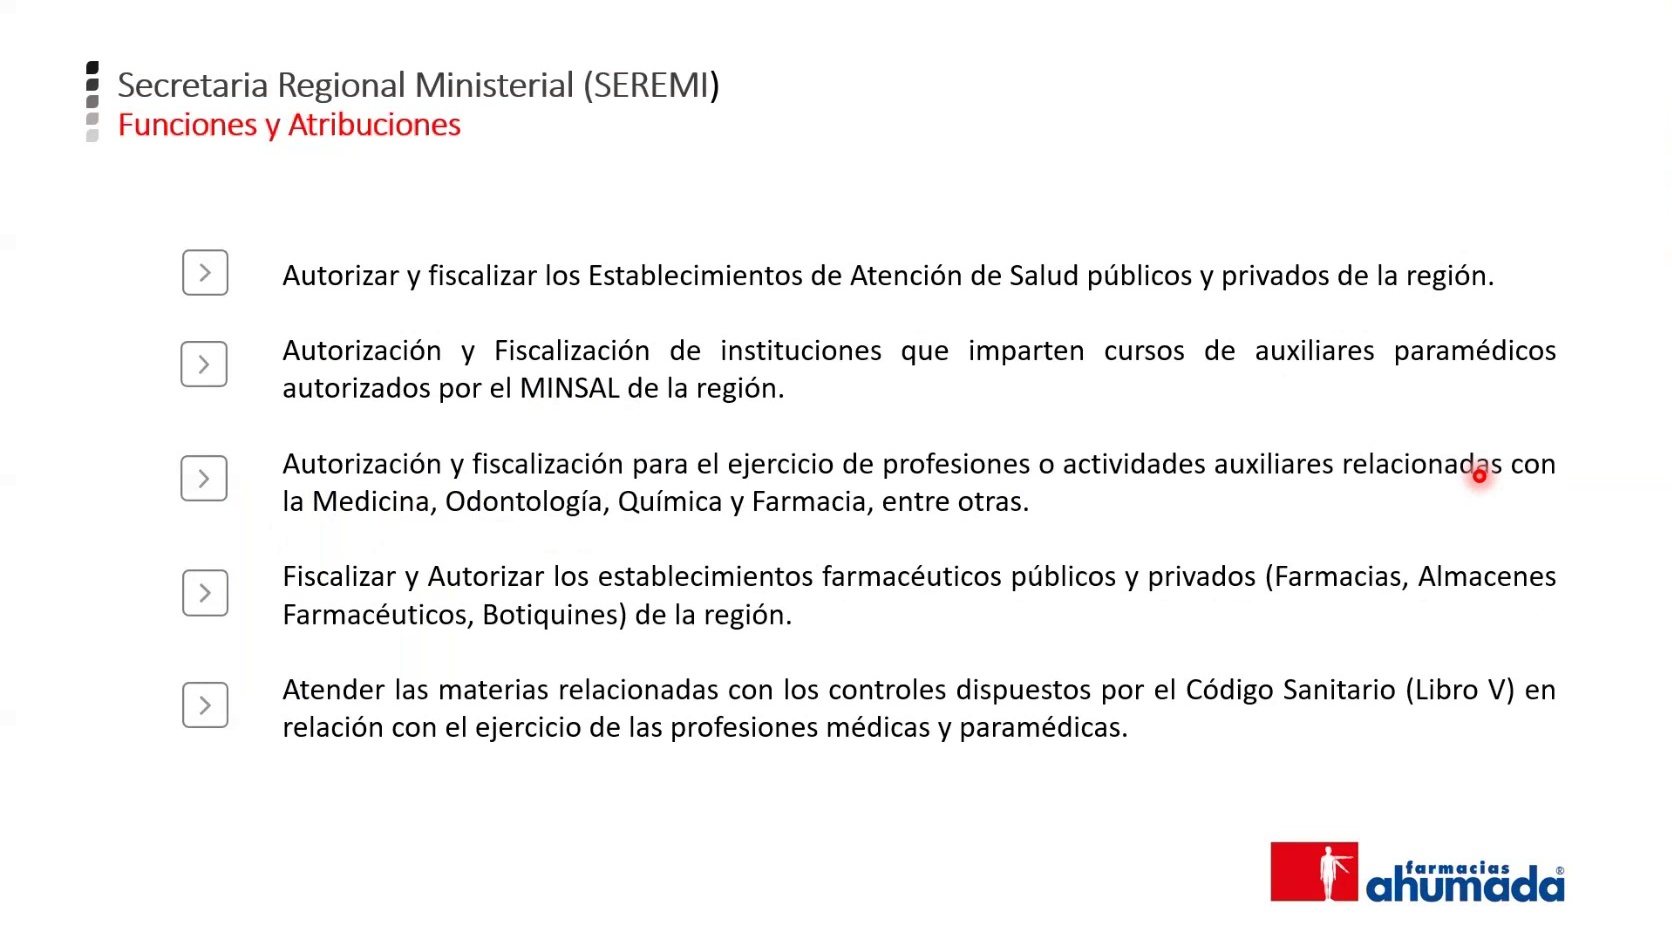 Secretaria Regional Ministerial (SEREMI)
Funciones y Atribuciones
Autorizar y fiscalizar los Establecimientos de Atención de Salud públicos y privados de la región.
Autorización y Fiscalización de instituciones que imparten cursos de auxiliares paramédicos
autorizados por el MINSAL de la región.
Autorización y fiscalización para el ejercicio de profesiones o actividades auxiliares relacionadas con
la Medicina, Odontología, Química y Farmacia, entre otras.
Fiscalizar y Autorizar los establecimientos farmacéuticos públicos y privados (Farmacias, Almacenes
Farmacéuticos, Botiquines) de la región.
Atender las materias relacionadas con los controles dispuestos por el Código Sanitario (Libro V) en
relación con el ejercicio de las profesiones médicas y paramédicas.
farmacias
ahumada®